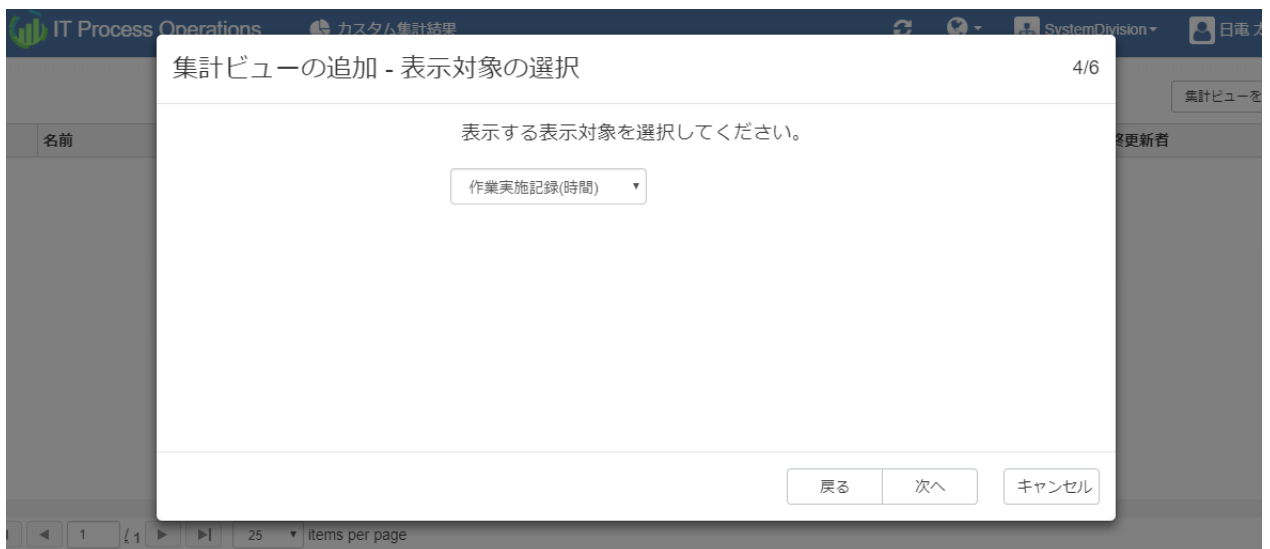 IT Process Operations カスタム集計結果 SystemDivision 日電
集計ビューの追加 - 表示対象の選択 4/6
集計ビューを
名前
終更新者
表示する表示対象を選択してください。
作業実施記録(時間)
戻る 次へ キャンセル
1 / 1 25 items per page